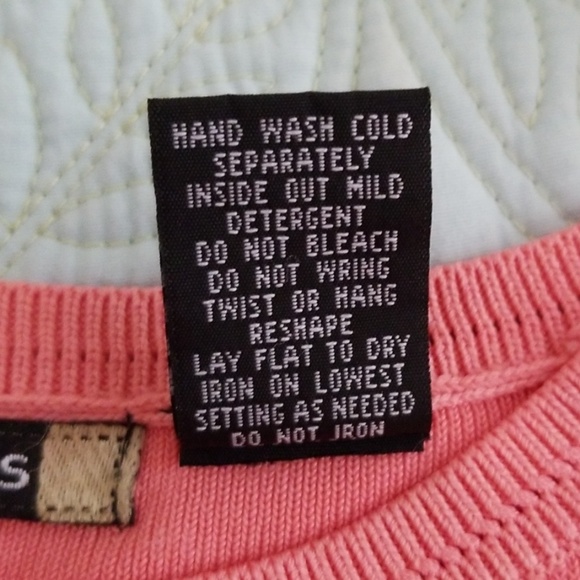 HAND WASH COLD
SEPARATELY
INSIDE OUT MILD
DETERGENT
DO NOT BLEACH
DO NOT WRING
TWIST OR HANG
RESHAPE
LAY FLAT TO DRY
IRON ON LOWEST
SETTING AS NEEDED
DO NOT IRON
S